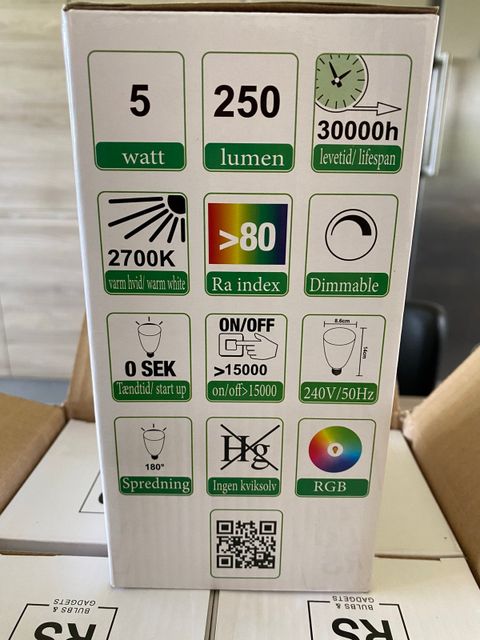 5
watt
250
lumen
30000h
levetid/ lifespan
2700K
varm hvid/ warm white
>80
Ra index
Dimmable
0 SEK
Tændtid/ start up
ON/OFF
>15000
on/off>15000
8.6cm
14cm
240V/50Hz
180°
Spredning
Hg
Ingen kviksolv
RGB
BULBS &
GADGETS
RS
BULBS &
GADGETS
RS